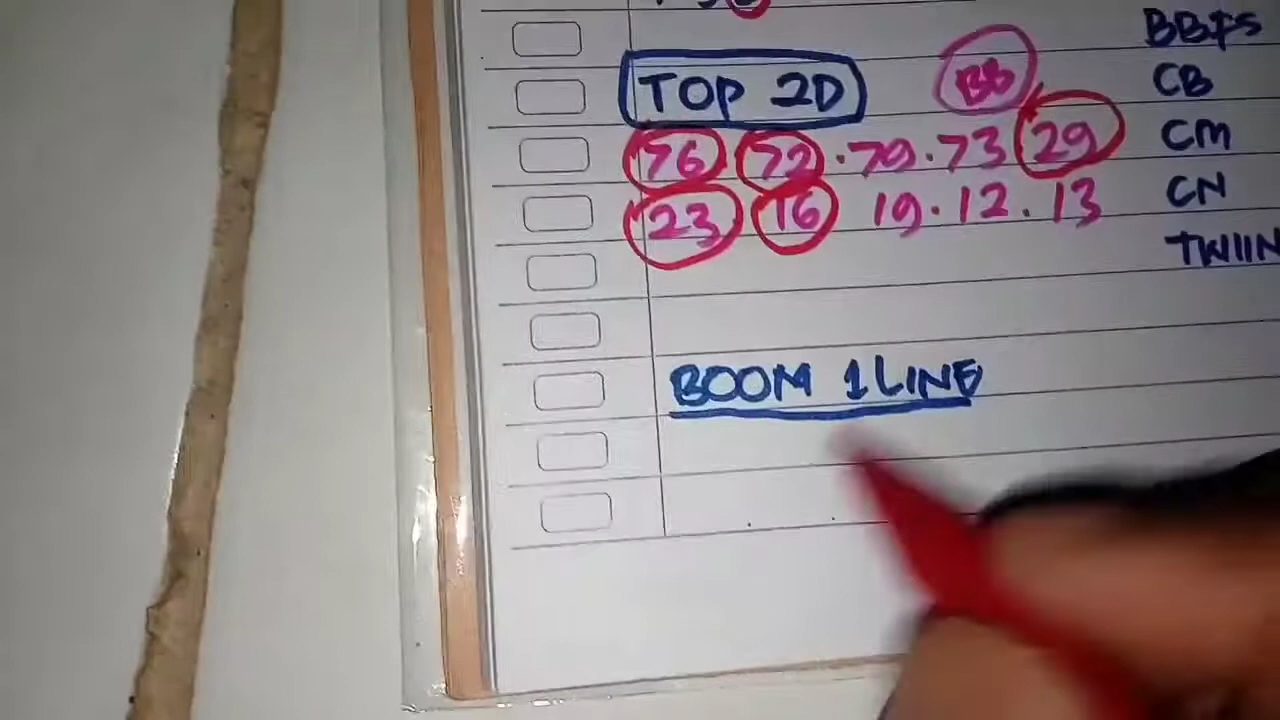 BBFS
TOP 2D BB CB
76 72 · 79 · 73 29 CM
23 16 19 · 12 · 13 CN
TWIIN
BOOM 1 LINE